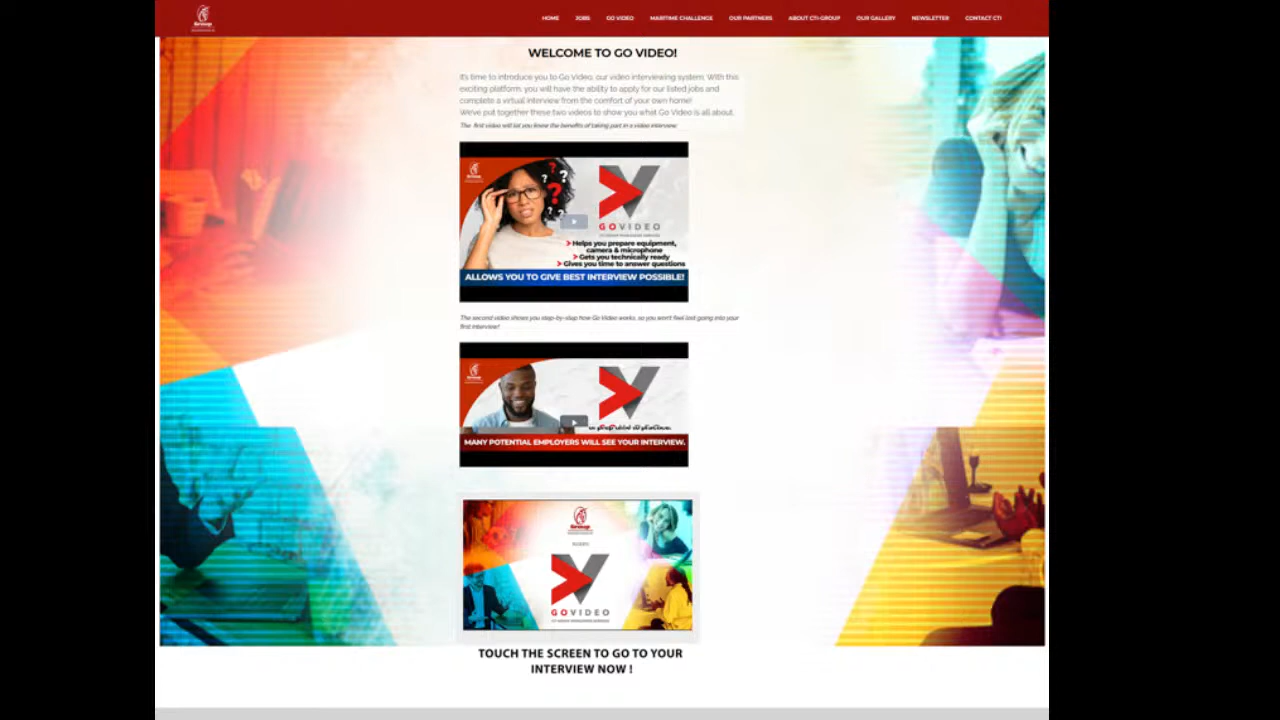 HOME JOBS GO VIDEO MARITIME CHALLENGE OUR PARTNERS ABOUT CTI-GROUP OUR GALLERY NEWSLETTER CONTACT CTI
WELCOME TO GO VIDEO!
It's time to introduce you to Go Video, our video interviewing system. With this
exciting platform, you will have the ability to apply for our listed jobs and
complete a virtual interview from the comfort of your own home!
We've put together these two videos to show you what Go Video is all about.
The first video will let you know the benefits of taking part in a video interview
GOVIDEO
Helps you prepare equipment,
camera & microphone
Gets you technically ready
Gives you time to answer questions
ALLOWS YOU TO GIVE BEST INTERVIEW POSSIBLE!
The second video shows you step-by-step how Go Video works, so you won't feel lost going into your
first interview!
MANY POTENTIAL EMPLOYERS WILL SEE YOUR INTERVIEW.
GOVIDEO
TOUCH THE SCREEN TO GO TO YOUR
INTERVIEW NOW !